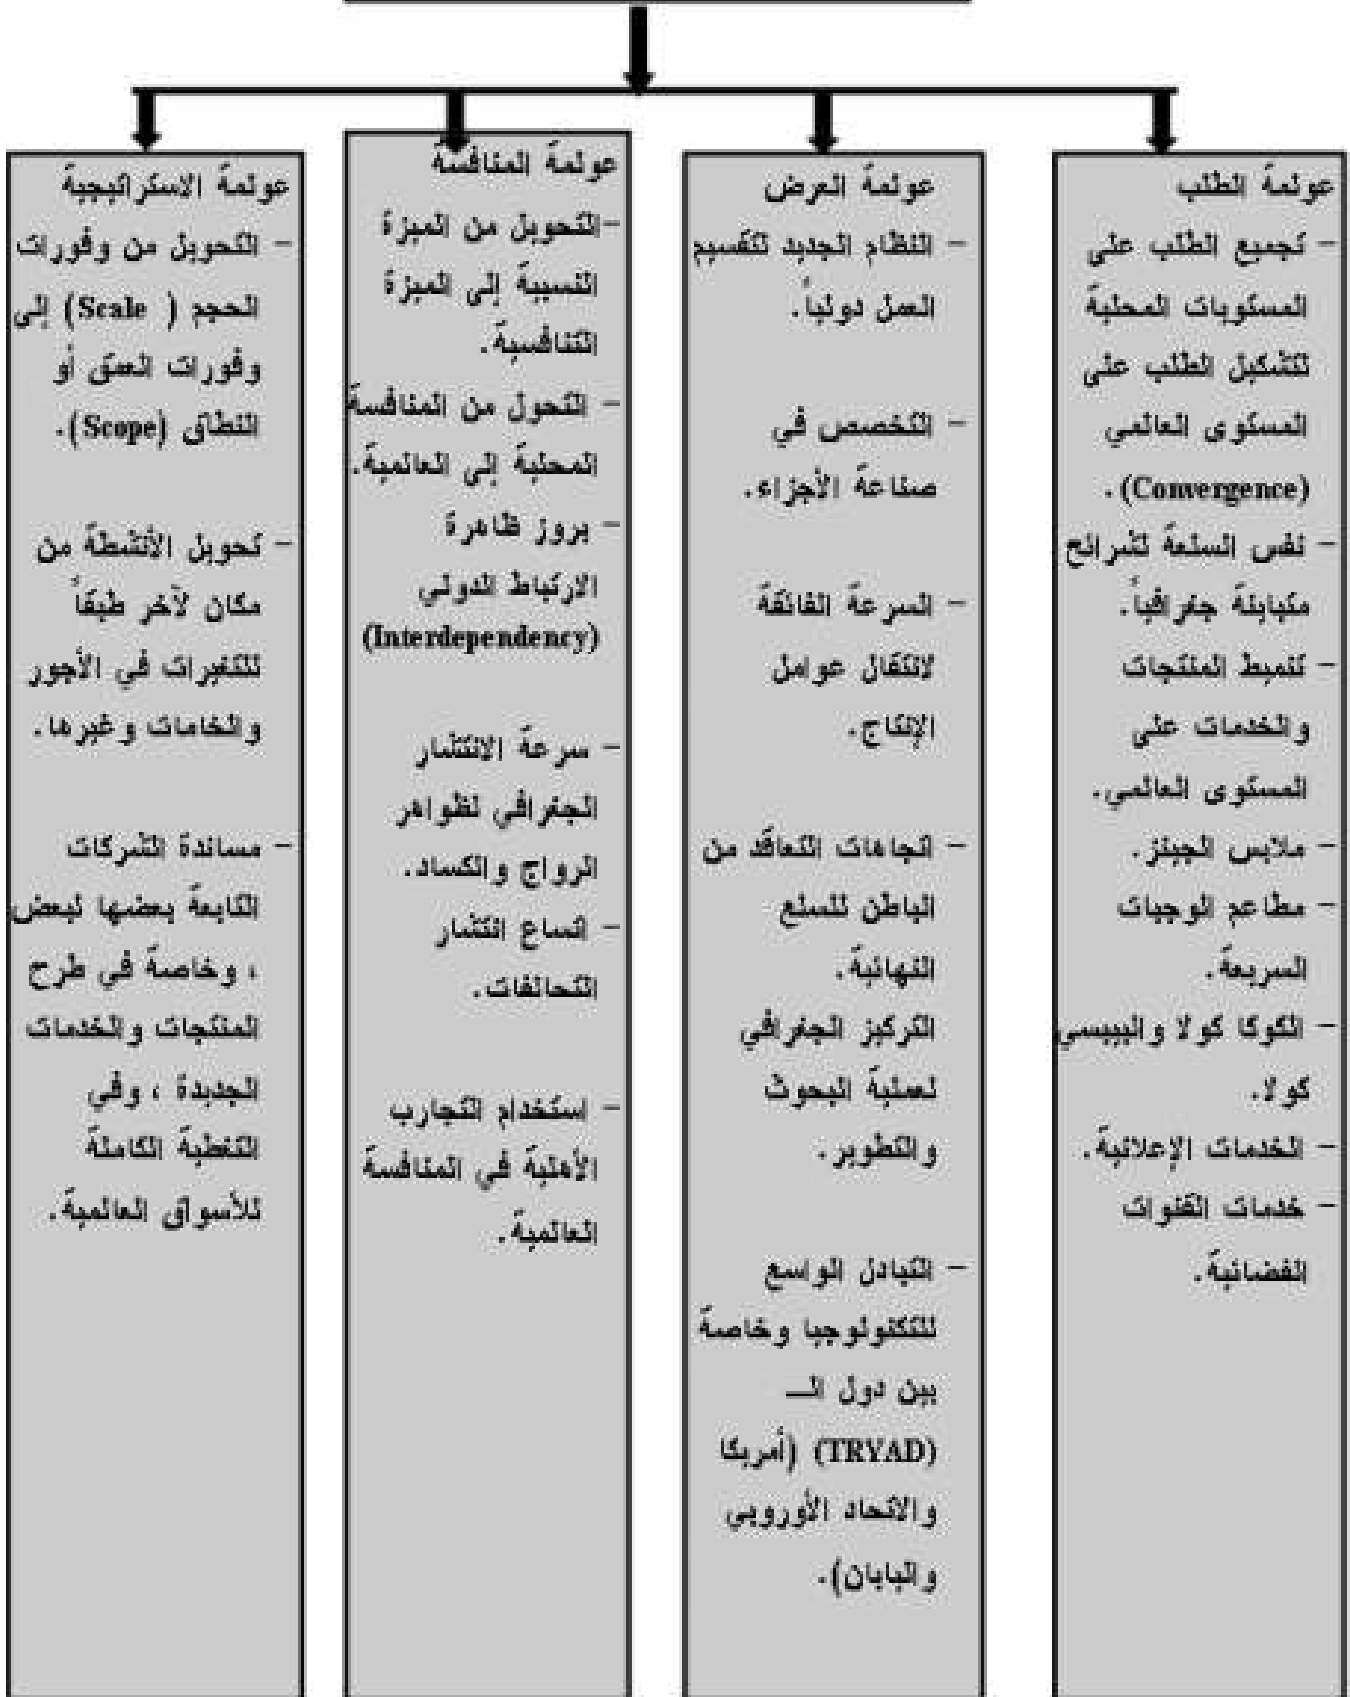 عولمة الطلب
- تجميع الطلب على
المستويات المحلية
لتشكيل الطلب على
المستوى العالمي
(Convergence).
- نفس السلعة لشرائح
متباينة جغرافياً.
- تنميط المنتجات
والخدمات على
المستوى العالمي.
- ملابس الجينز.
- مطاعم الوجبات
السريعة.
- الكوكا كولا والبيبسي
كولا.
- الخدمات الإعلانية.
- خدمات القنوات
الفضائية.
عولمة العرض
- النظام الجديد لتقسيم
العمل دولياً.
- التخصص في
صناعة الأجزاء.
- السرعة الفائقة
لانتقال عوامل
الإنتاج.
- اتجاهات التعاقد من
الباطن للسلع
النهائية.
التركيز الجغرافي
لعملية البحوث
والتطوير.
- التبادل الواسع
للتكنولوجيا وخاصة
بين دول الـ
(TRYAD) (أمريكا
والاتحاد الأوروبي
واليابان).
عولمة المنافسة
-التحويل من الميزة
النسبية إلى الميزة
التنافسية.
- التحول من المنافسة
المحلية إلى العالمية.
- بروز ظاهرة
الارتباط الدولي
(Interdependency)
- سرعة الانتشار
الجغرافي لظواهر
الرواج والكساد.
- اتساع انتشار
التحالفات.
- استخدام التجارب
الأهلية في المنافسة
العالمية.
عولمة الاستراتيجية
- التحويل من وفورات
الحجم ( Scale) إلى
وفورات العمق أو
النطاق (Scope).
- تحويل الأنشطة من
مكان لآخر طبقاً
للتغيرات في الأجور
والخامات وغيرها.
- مساندة الشركات
التابعة بعضها لبعض
، وخاصة في طرح
المنتجات والخدمات
الجديدة ، وفي
التغطية الكاملة
للأسواق العالمية.